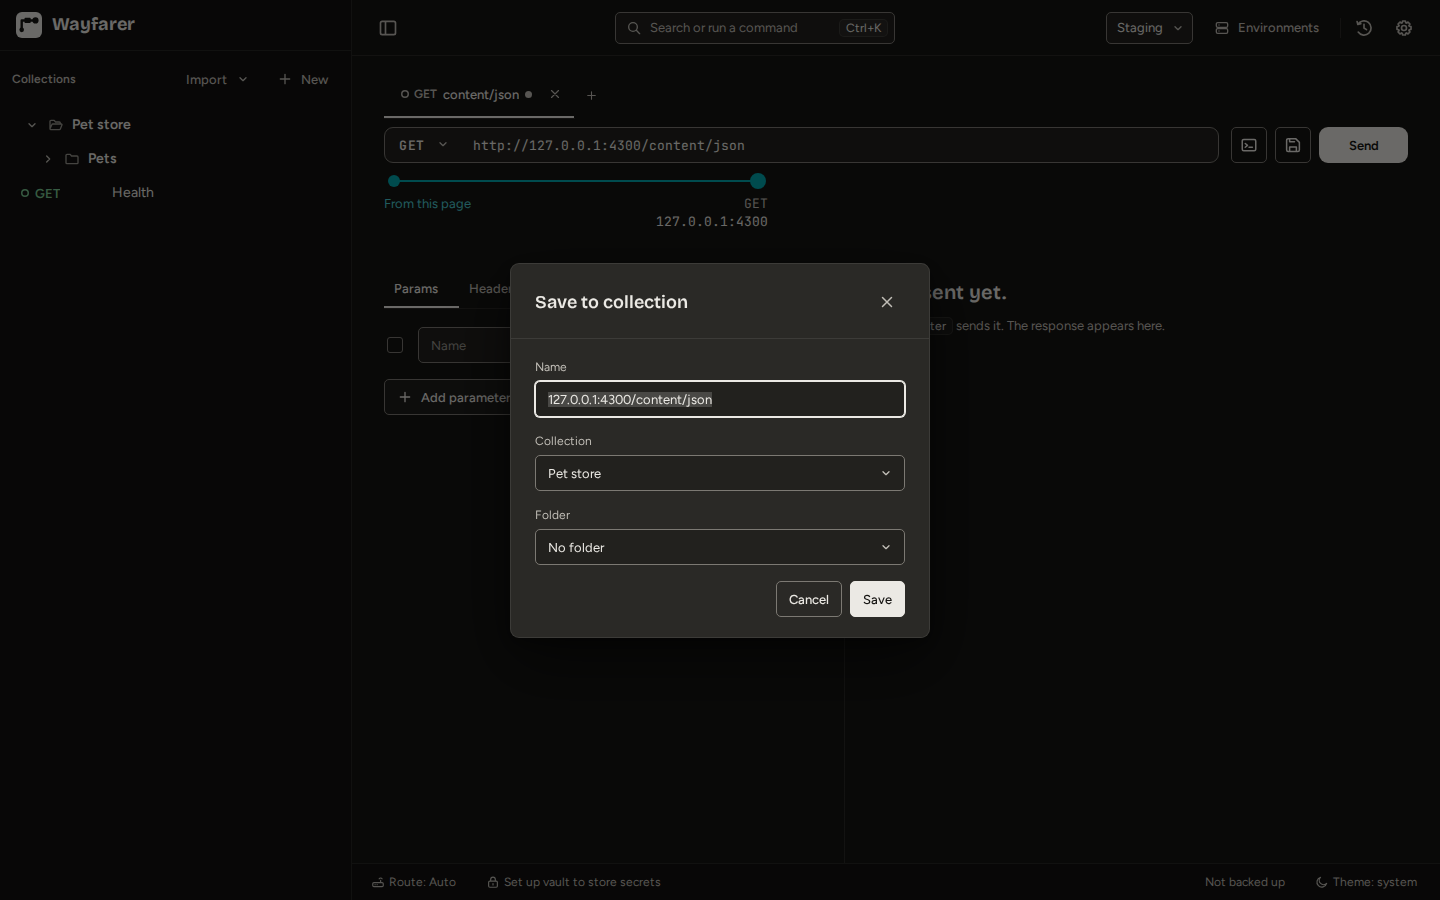 Wayfarer
Search or run a command Ctrl+K
Staging
Environments
Collections
Import
New
GET content/json
Pet store
Pets
GET Health
GET http://127.0.0.1:4300/content/json
Send
From this page
GET
127.0.0.1:4300
Params
Header
Name
Add parameter
sent yet.
sends it. The response appears here.
Save to collection
Name
127.0.0.1:4300/content/json
Collection
Pet store
Folder
No folder
Cancel
Save
Route: Auto
Set up vault to store secrets
Not backed up
Theme: system